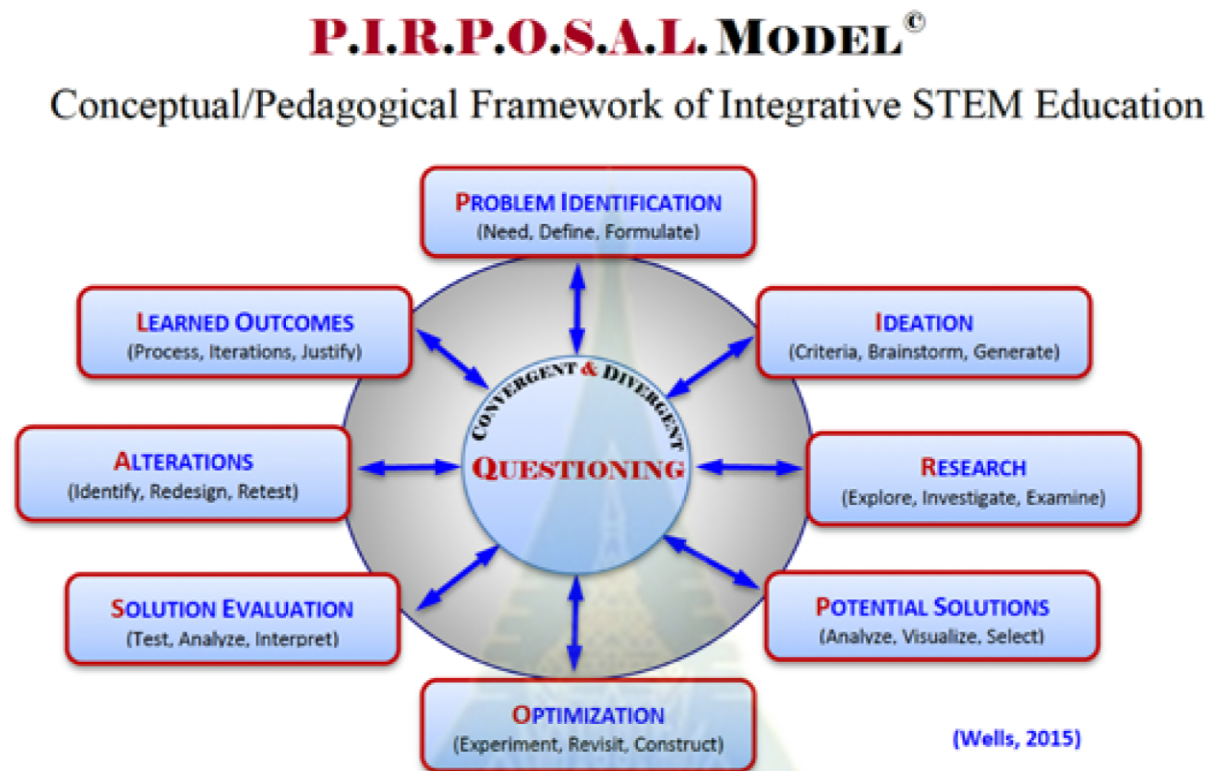 P.I.R.P.O.S.A.L. MODEL©
Conceptual/Pedagogical Framework of Integrative STEM Education
PROBLEM IDENTIFICATION
(Need, Define, Formulate)
IDEATION
(Criteria, Brainstorm, Generate)
RESEARCH
(Explore, Investigate, Examine)
POTENTIAL SOLUTIONS
(Analyze, Visualize, Select)
OPTIMIZATION
(Experiment, Revisit, Construct)
SOLUTION EVALUATION
(Test, Analyze, Interpret)
ALTERATIONS
(Identify, Redesign, Retest)
LEARNED OUTCOMES
(Process, Iterations, Justify)
CONVERGENT & DIVERGENT
QUESTIONING
(Wells, 2015)